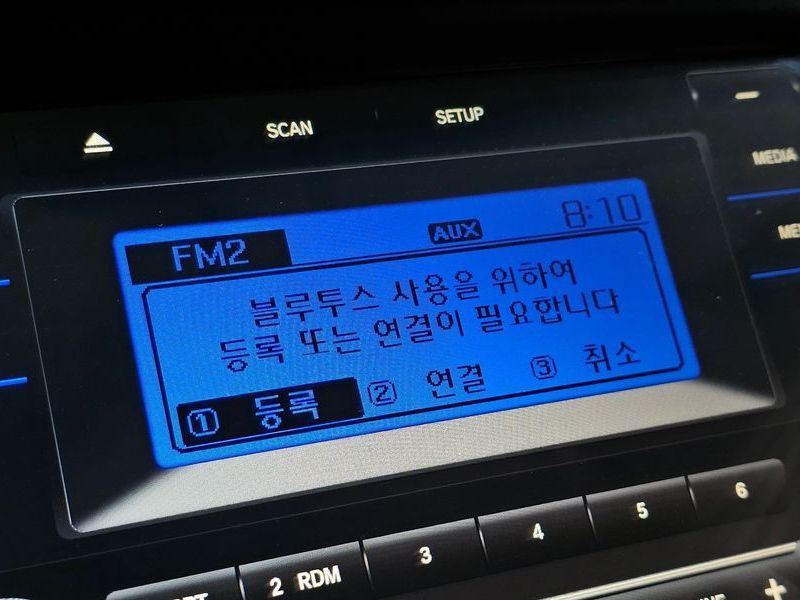 SCAN
SETUP
MEDIA
FM2
AUX
8:10
블루투스 사용을 위하여
등록 또는 연결이 필요합니다
1 등록
2 연결
3 취소
2 RDM
3
4
5
6